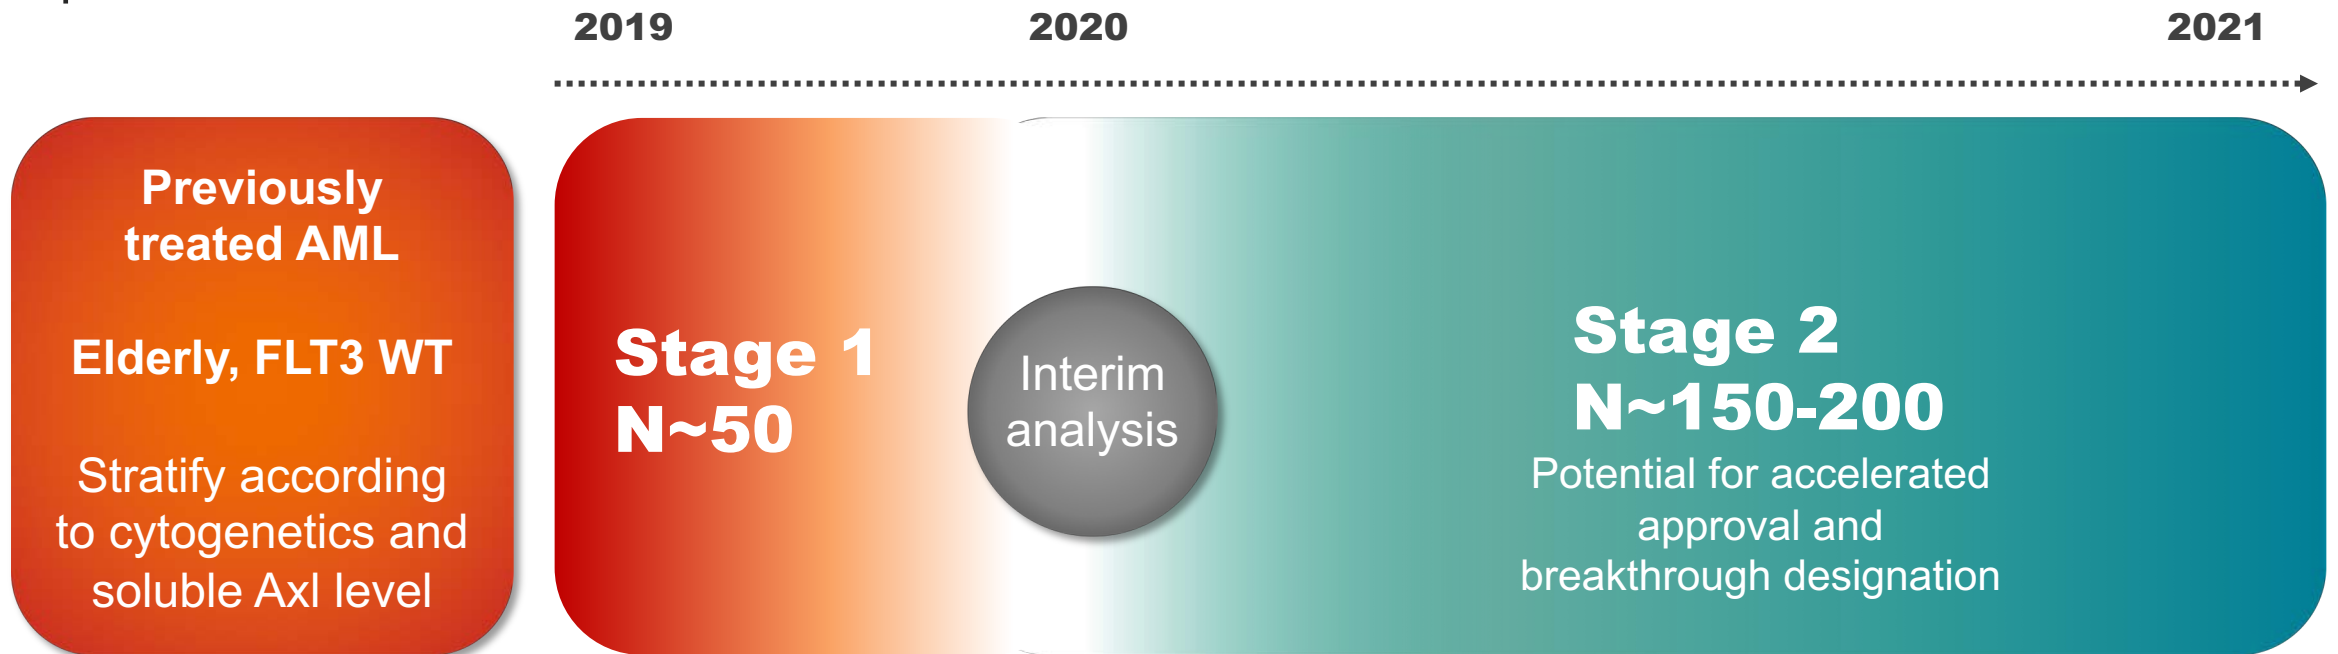 2019 2020 2021
Previously
treated AML
Elderly, FLT3 WT
Stratify according
to cytogenetics and
soluble Axl level
Stage 1
N~50
Interim
analysis
Stage 2
N~150-200
Potential for accelerated
approval and
breakthrough designation